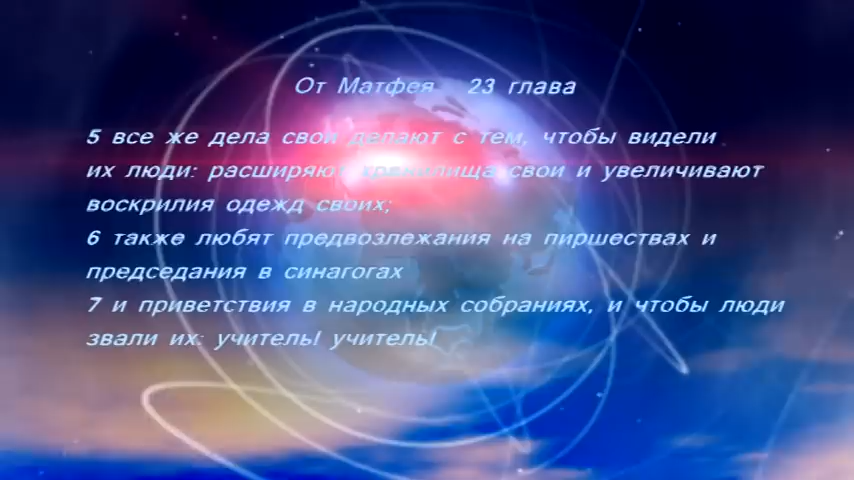 От Матфея 23 глава
5 все же дела свои делают с тем, чтобы видели
их люди: расширяют хранилища свои и увеличивают
воскрилия одежд своих;
6 также любят предвозлежания на пиршествах и
председания в синагогах
7 и приветствия в народных собраниях, и чтобы люди
звали их: учитель! учитель!